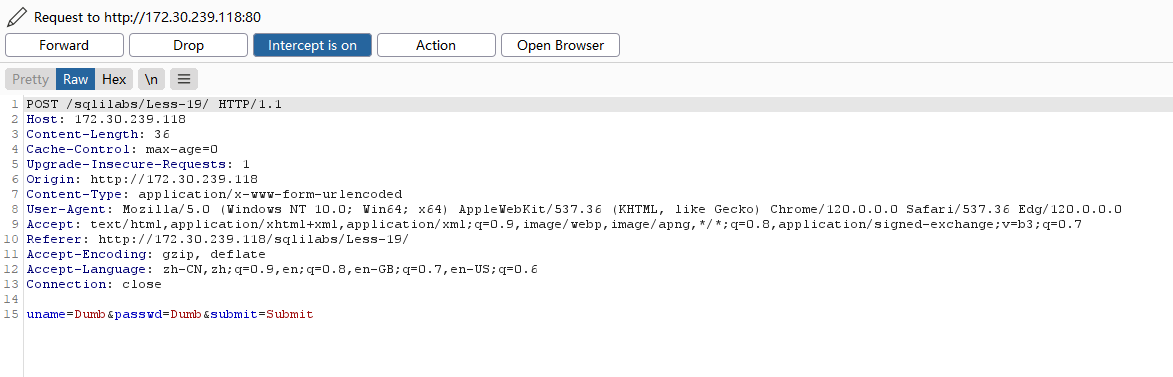 Request to http://172.30.239.118:80
Forward Drop Intercept is on Action Open Browser
Pretty Raw Hex \n
1 POST /sqlilabs/Less-19/ HTTP/1.1
2 Host: 172.30.239.118
3 Content-Length: 36
4 Cache-Control: max-age=0
5 Upgrade-Insecure-Requests: 1
6 Origin: http://172.30.239.118
7 Content-Type: application/x-www-form-urlencoded
8 User-Agent: Mozilla/5.0 (Windows NT 10.0; Win64; x64) AppleWebKit/537.36 (KHTML, like Gecko) Chrome/120.0.0.0 Safari/537.36 Edg/120.0.0.0
9 Accept: text/html,application/xhtml+xml,application/xml;q=0.9,image/webp,image/apng,*/*;q=0.8,application/signed-exchange;v=b3;q=0.7
10 Referer: http://172.30.239.118/sqlilabs/Less-19/
11 Accept-Encoding: gzip, deflate
12 Accept-Language: zh-CN,zh;q=0.9,en;q=0.8,en-GB;q=0.7,en-US;q=0.6
13 Connection: close
14
15 uname=Dumb&passwd=Dumb&submit=Submit